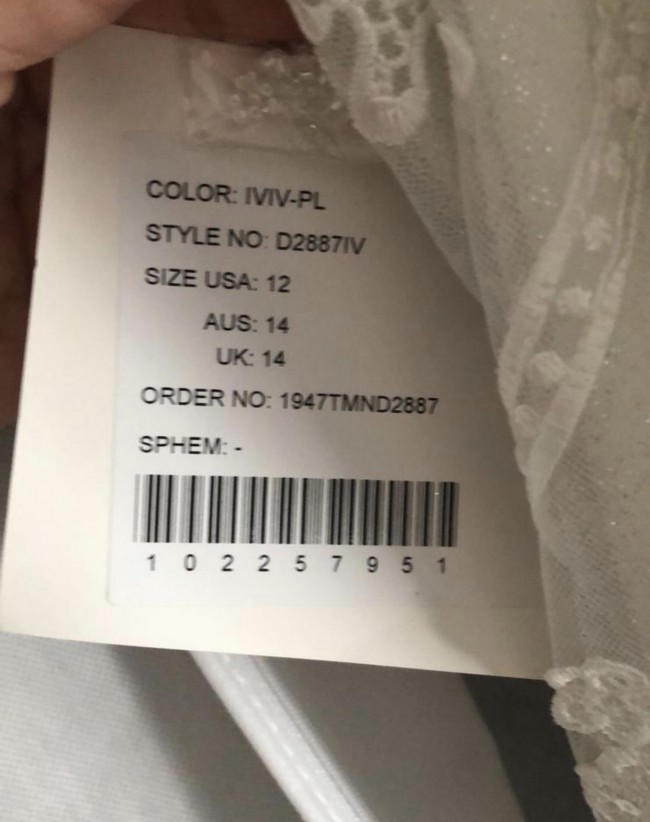 COLOR: IVIV-PL
STYLE NO: D2887IV
SIZE USA: 12
AUS: 14
UK: 14
ORDER NO: 1947TMND2887
SPHEM: -
1 0 2 2 5 7 9 5 1